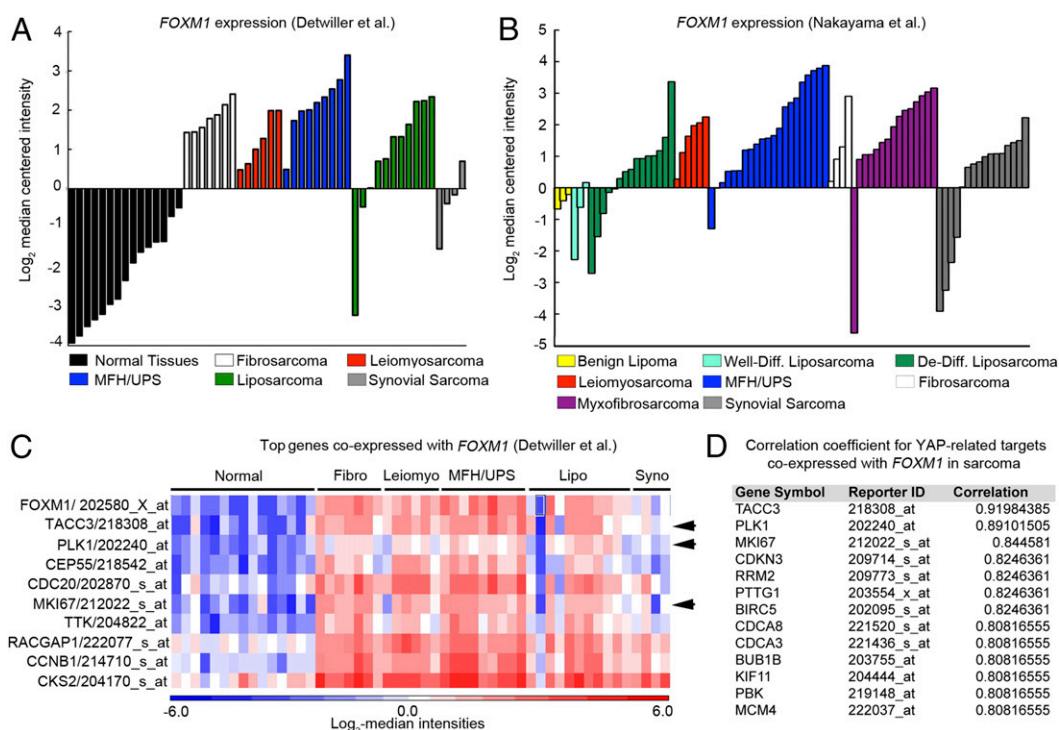 A
FOXM1 expression (Detwiller et al.)
Log2 median centered intensity
4
3
2
1
0
-1
-2
-3
-4
Normal Tissues
Fibrosarcoma
Leiomyosarcoma
MFH/UPS
Liposarcoma
Synovial Sarcoma
B
FOXM1 expression (Nakayama et al.)
Log2 median centered intensity
5
4
3
2
1
0
-1
-2
-3
-4
-5
Benign Lipoma
Well-Diff. Liposarcoma
De-Diff. Liposarcoma
Leiomyosarcoma
MFH/UPS
Fibrosarcoma
Myxofibrosarcoma
Synovial Sarcoma
C
Top genes co-expressed with FOXM1 (Detwiller et al.)
Normal Fibro Leiomyo MFH/UPS Lipo Syno
FOXM1/ 202580_X_at
TACC3/218308_at
PLK1/202240_at
CEP55/218542_at
CDC20/202870_s_at
MKI67/212022_s_at
TTK/204822_at
RACGAP1/222077_s_at
CCNB1/214710_s_at
CKS2/204170_s_at
-6.0 0.0 6.0
Log2-median intensities
D
Correlation coefficient for YAP-related targets
co-expressed with FOXM1 in sarcoma
Gene Symbol Reporter ID Correlation
TACC3 218308_at 0.91984385
PLK1 202240_at 0.89101505
MKI67 212022_s_at 0.844581
CDKN3 209714_s_at 0.8246361
RRM2 209773_s_at 0.8246361
PTTG1 203554_x_at 0.8246361
BIRC5 202095_s_at 0.8246361
CDCA8 221520_s_at 0.80816555
CDCA3 221436_s_at 0.80816555
BUB1B 203755_at 0.80816555
KIF11 204444_at 0.80816555
PBK 219148_at 0.80816555
MCM4 222037_at 0.80816555